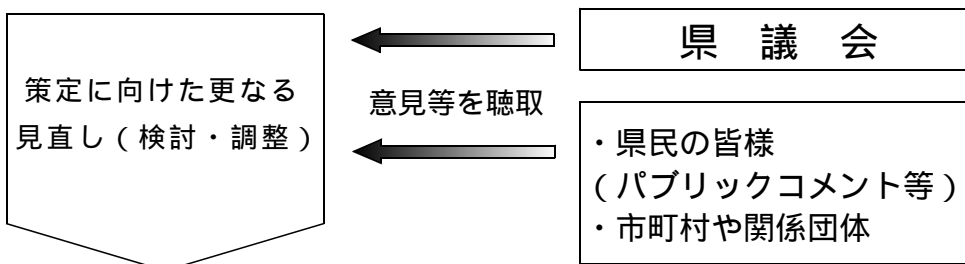 策定に向けた更なる
見直し（検討・調整）
意見等を聴取
県　議　会
・県民の皆様
（パブリックコメント等）
・市町村や関係団体